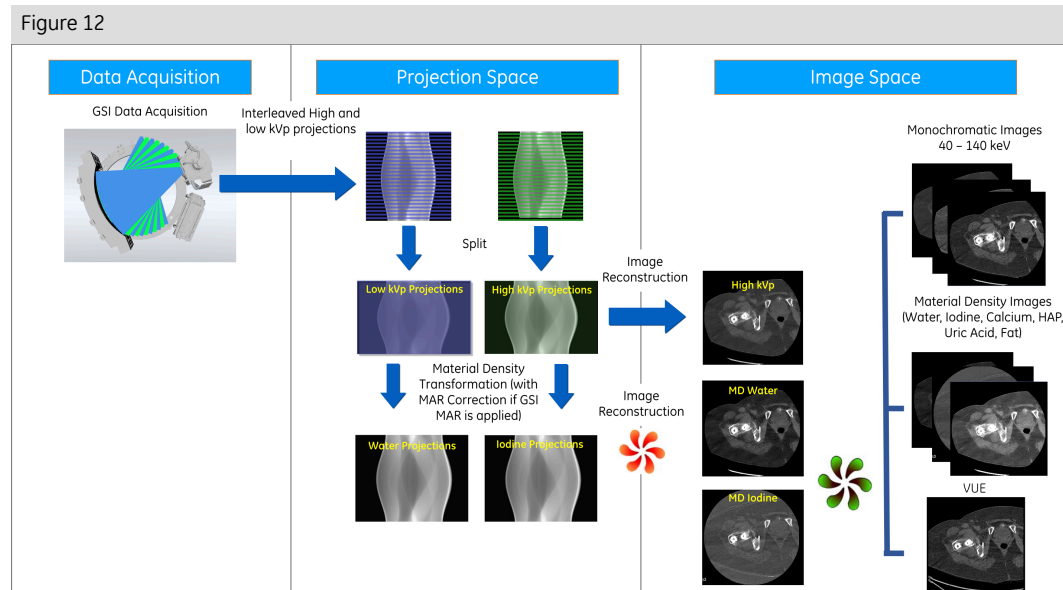 Figure 12
Data Acquisition
Projection Space
Image Space
GSI Data Acquisition
Interleaved High and
low kVp projections
Split
Low kVp Projections
High kVp Projections
Image
Reconstruction
Material Density
Transformation (with
MAR Correction if GSI
MAR is applied)
Image
Reconstruction
Water Projections
Iodine Projections
High kVp
MD Water
MD Iodine
Monochromatic Images
40 – 140 keV
Material Density Images
(Water, Iodine, Calcium, HAP,
Uric Acid, Fat)
VUE